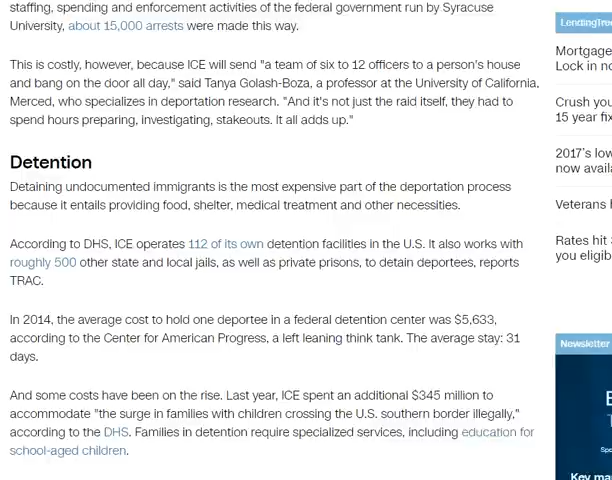 staffing, spending and enforcement activities of the federal government run by Syracuse
University, about 15,000 arrests were made this way.
This is costly, however, because ICE will send "a team of six to 12 officers to a person's house
and bang on the door all day," said Tanya Golash-Boza, a professor at the University of California,
Merced, who specializes in deportation research. "And it's not just the raid itself, they had to
spend hours preparing, investigating, stakeouts. It all adds up."
Detention
Detaining undocumented immigrants is the most expensive part of the deportation process
because it entails providing food, shelter, medical treatment and other necessities.
According to DHS, ICE operates 112 of its own detention facilities in the U.S. It also works with
roughly 500 other state and local jails, as well as private prisons, to detain deportees, reports
TRAC.
In 2014, the average cost to hold one deportee in a federal detention center was $5,633,
according to the Center for American Progress, a left leaning think tank. The average stay: 31
days.
And some costs have been on the rise. Last year, ICE spent an additional $345 million to
accommodate "the surge in families with children crossing the U.S. southern border illegally,"
according to the DHS. Families in detention require specialized services, including education for
school-aged children.
LendingTree
Mortgage
Lock in no
Crush you
15 year fix
2017's low
now avail
Veterans
Rates hit
you eligib
Newsletter
Key ma